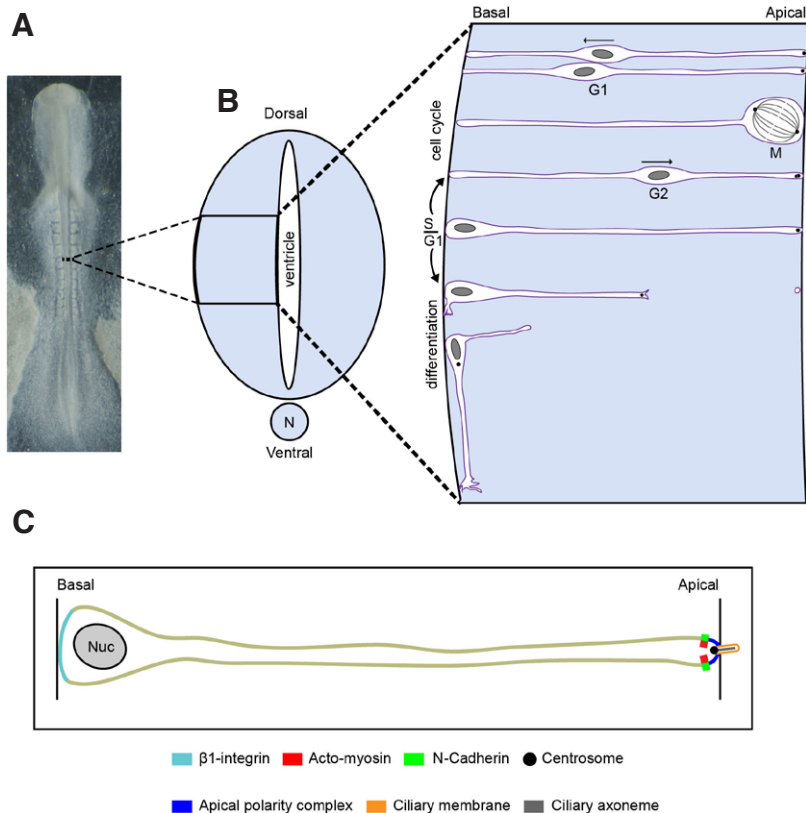 A
B
Dorsal
ventricle
N
Ventral
Basal
Apical
G1
M
cell cycle
G2
S
G1
differentiation
C
Basal
Apical
Nuc
β1-integrin
Acto-myosin
N-Cadherin
Centrosome
Apical polarity complex
Ciliary membrane
Ciliary axoneme